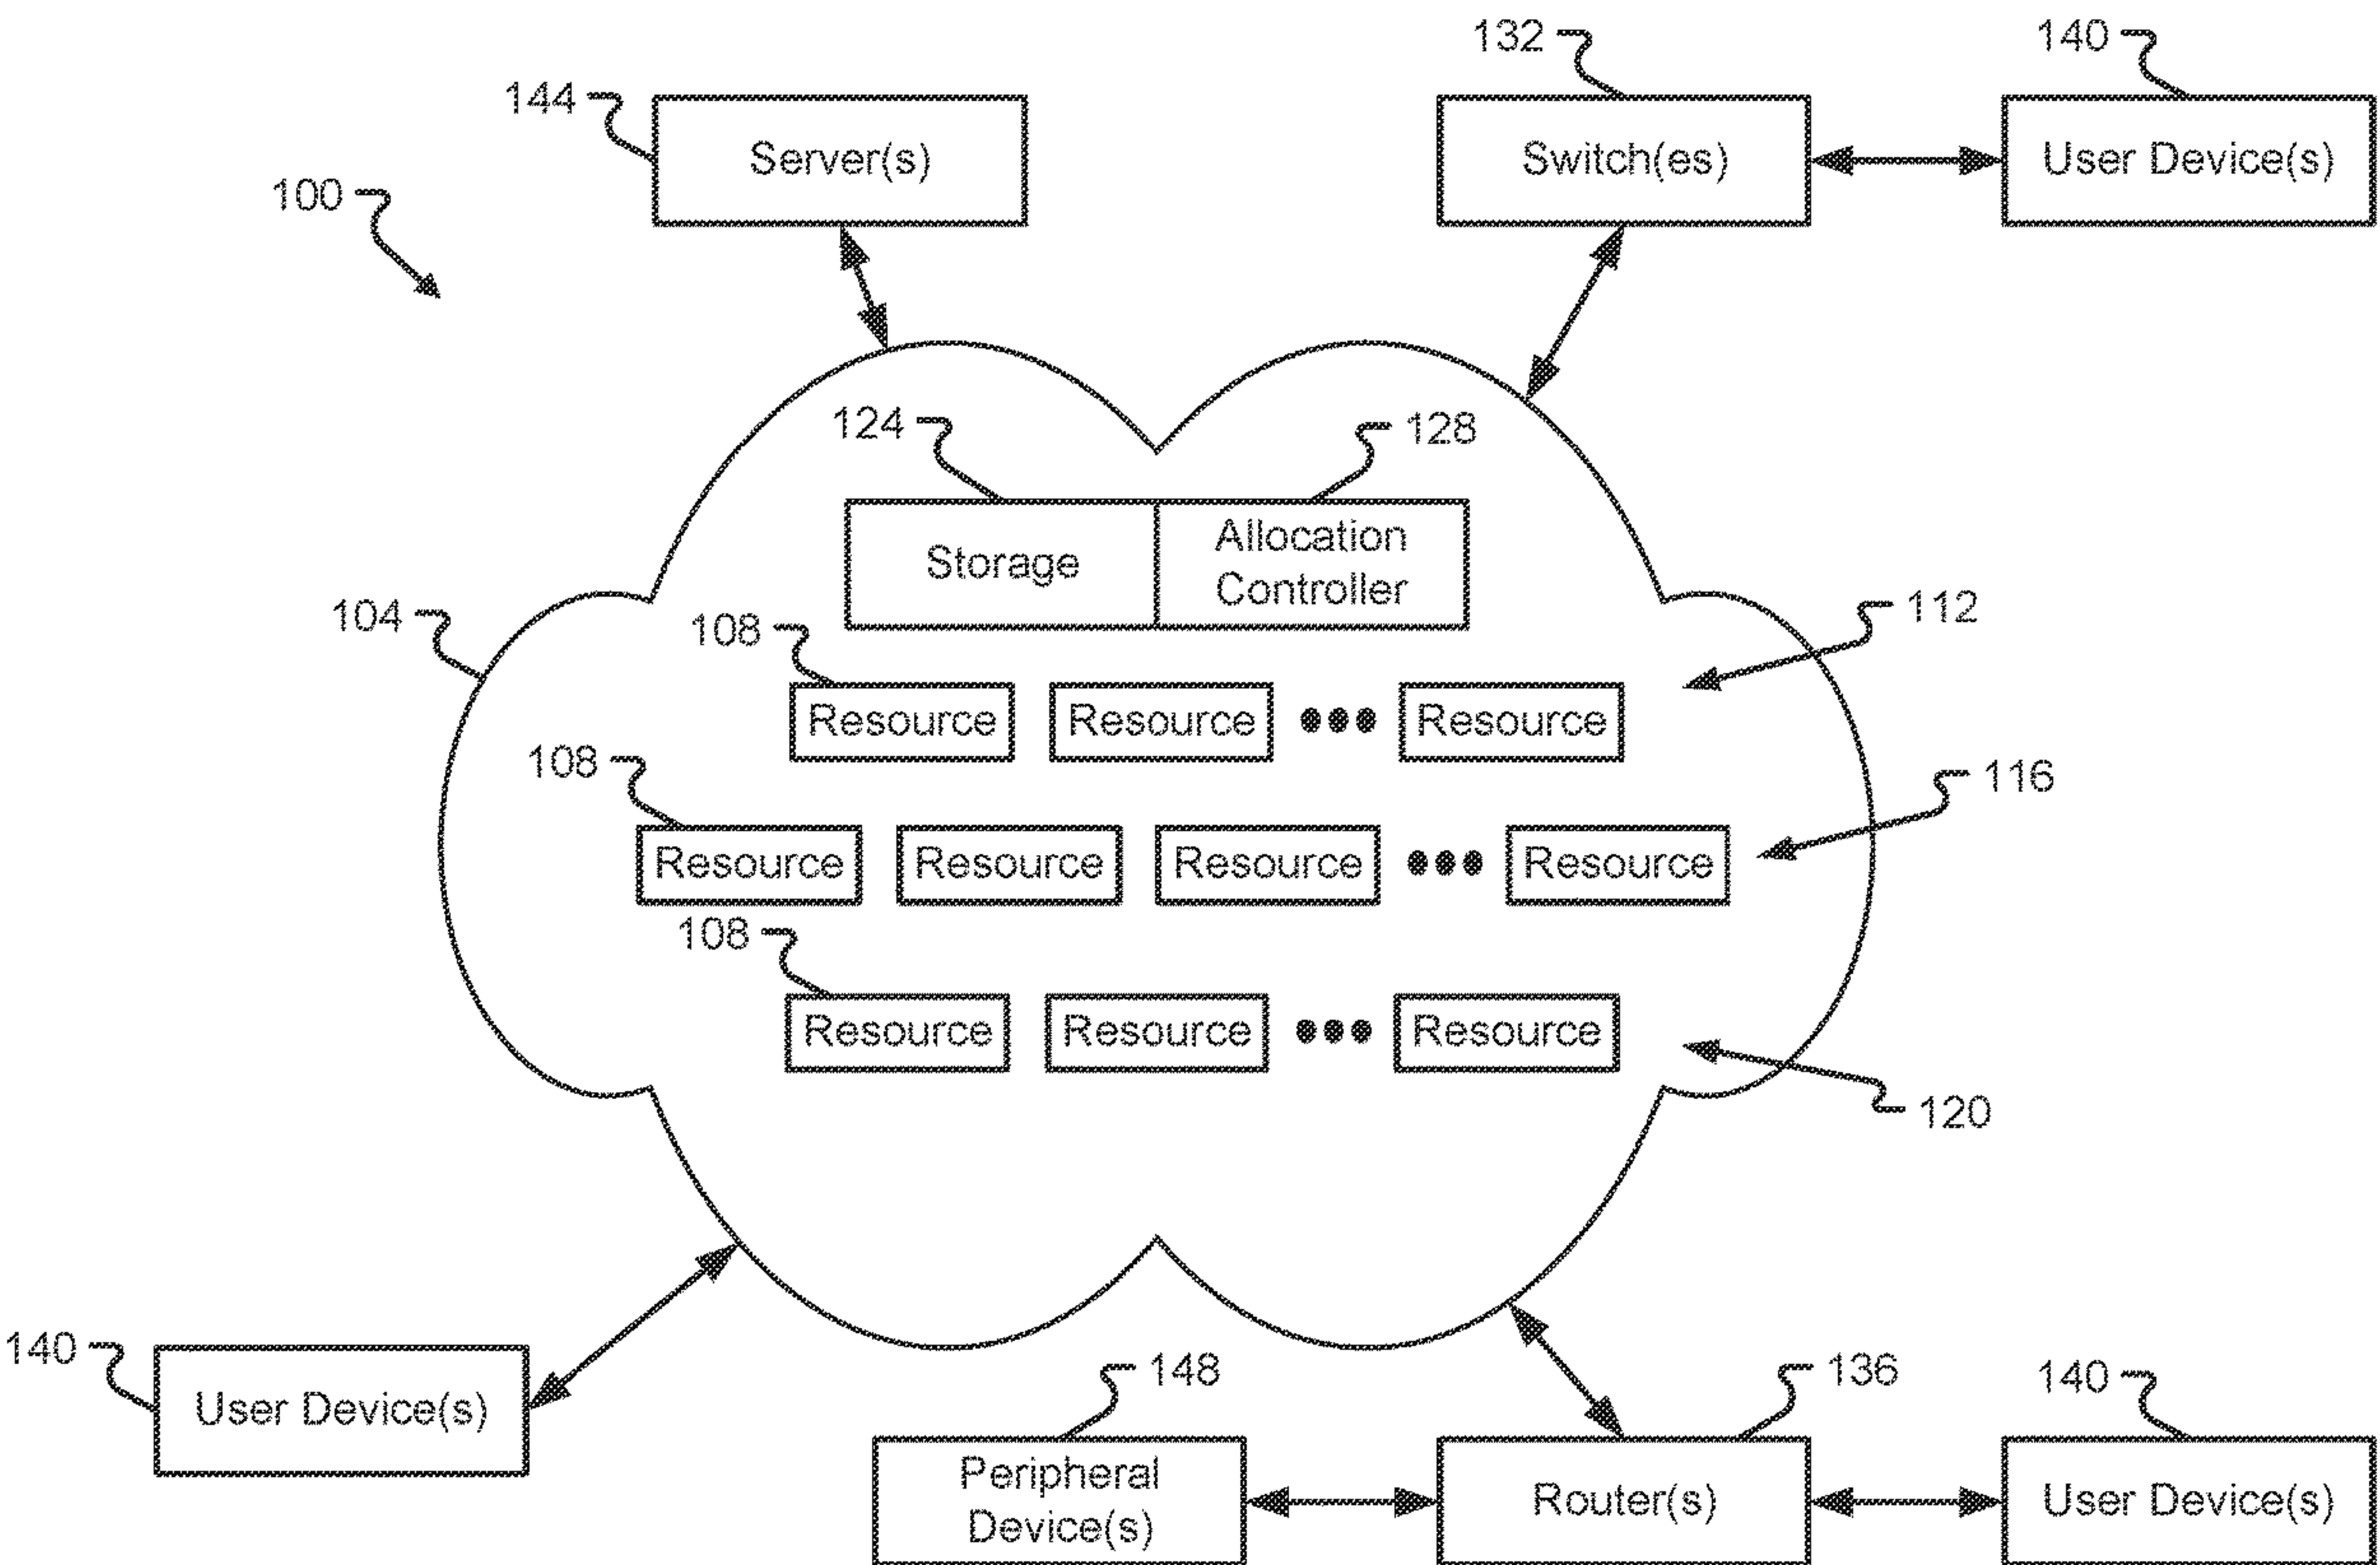 132
140
144
Server(s)
Switch(es)
User Device(s)
100
124
128
Storage
Allocation
Controller
104
108
112
Resource
Resource
Resource
108
116
Resource
Resource
Resource
Resource
108
Resource
Resource
Resource
120
140
User Device(s)
148
136
140
Peripheral
Device(s)
Router(s)
User Device(s)